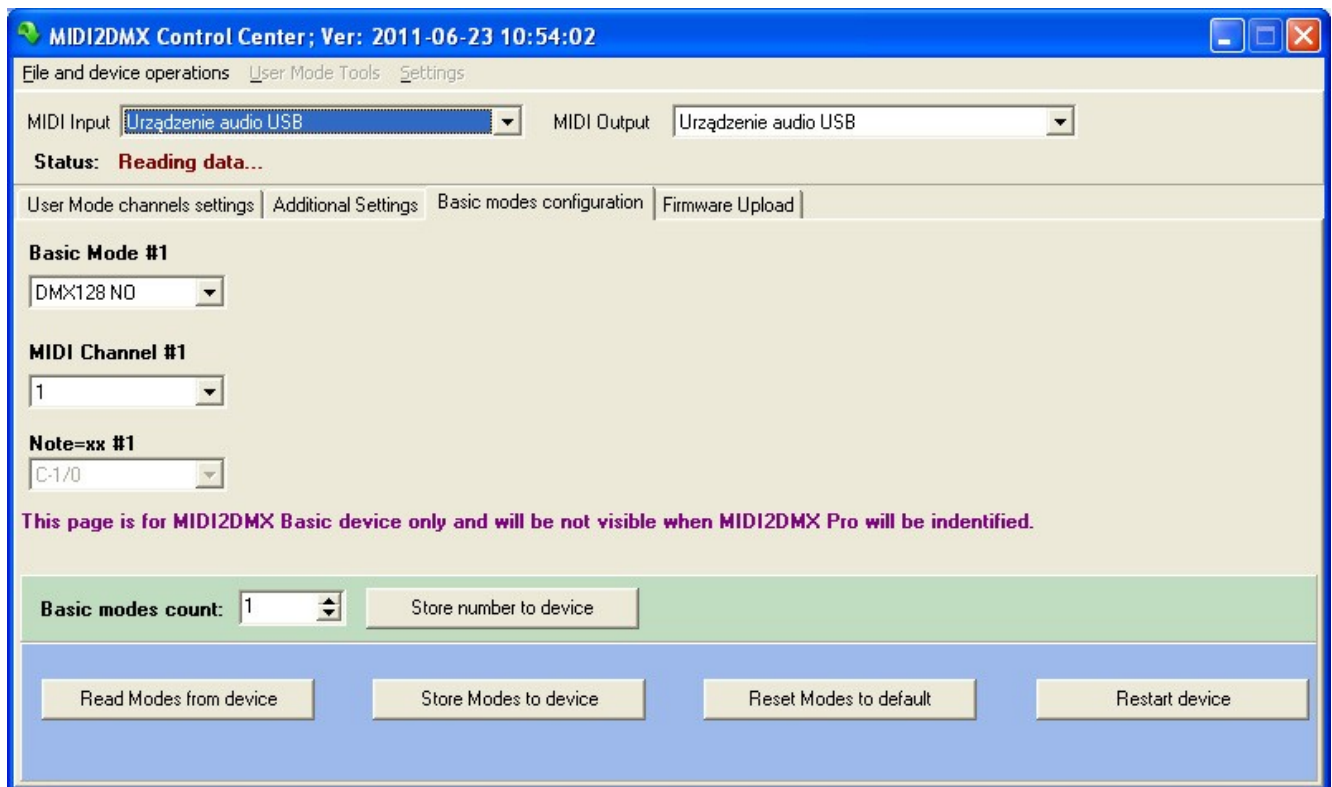 MIDI2DMX Control Center; Ver: 2011-06-23 10:54:02
File and device operations User Mode Tools Settings
MIDI Input Urządzenie audio USB MIDI Output Urządzenie audio USB
Status: Reading data...
User Mode channels settings Additional Settings Basic modes configuration Firmware Upload
Basic Mode #1
DMX128 NO
MIDI Channel #1
1
Note=xx #1
C-1/0
This page is for MIDI2DMX Basic device only and will be not visible when MIDI2DMX Pro will be indentified.
Basic modes count: 1 Store number to device
Read Modes from device Store Modes to device Reset Modes to default Restart device